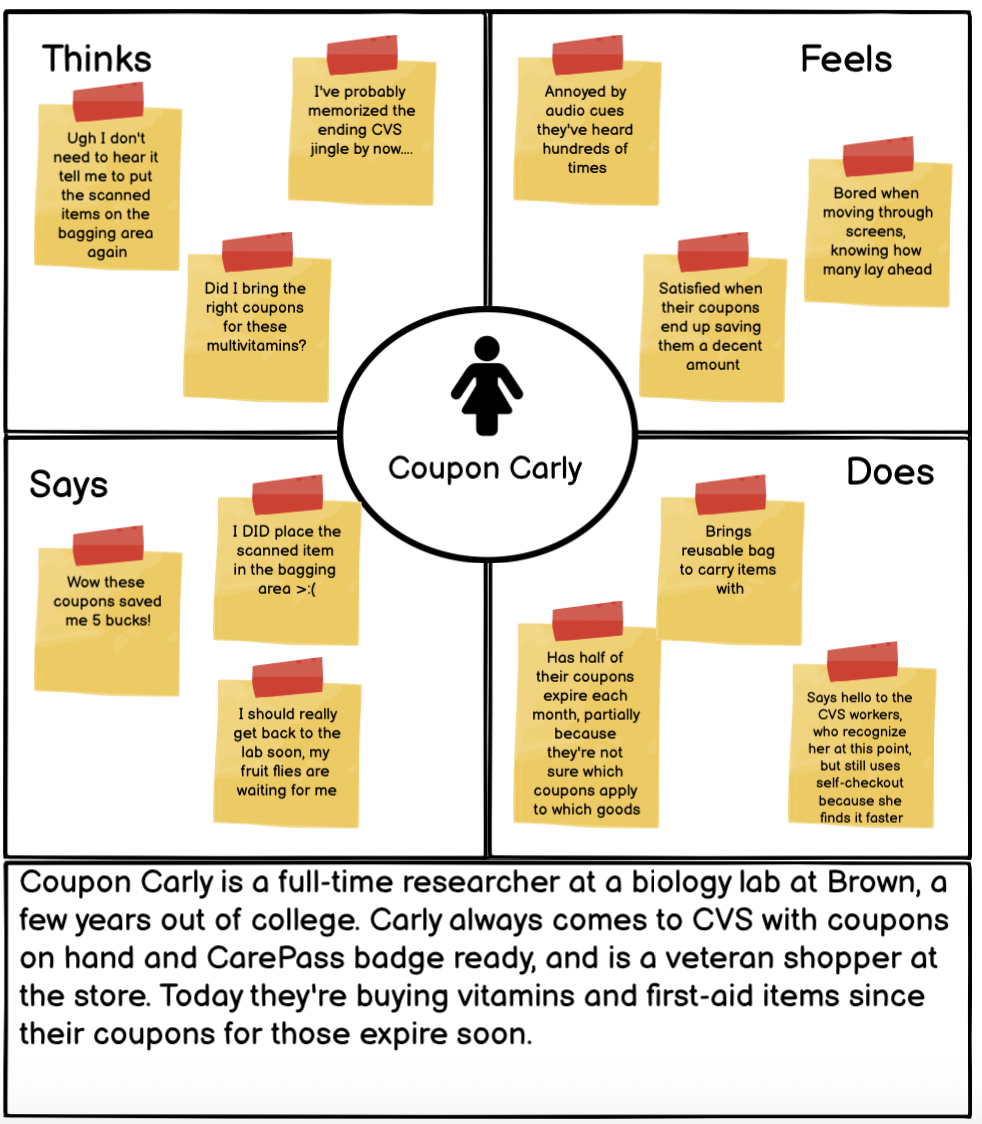 Thinks
Ugh I don't
need to hear it
tell me to put
the scanned
items on the
bagging area
again
I've probably
memorized the
ending CVS
jingle by now....
Did I bring the
right coupons
for these
multivitamins?
Feels
Annoyed by
audio cues
they've heard
hundreds of
times
Bored when
moving through
screens,
knowing how
many lay ahead
Satisfied when
their coupons
end up saving
them a decent
amount
Coupon Carly
Says
Wow these
coupons saved
me 5 bucks!
I DID place the
scanned item
in the bagging
area >:(
I should really
get back to the
lab soon, my
fruit flies are
waiting for me
Does
Brings
reusable bag
to carry items
with
Has half of
their coupons
expire each
month, partially
because
they're not
sure which
coupons apply
to which goods
Says hello to the
CVS workers,
who recognize
her at this point,
but still uses
self-checkout
because she
finds it faster
Coupon Carly is a full-time researcher at a biology lab at Brown, a
few years out of college. Carly always comes to CVS with coupons
on hand and CarePass badge ready, and is a veteran shopper at
the store. Today they're buying vitamins and first-aid items since
their coupons for those expire soon.